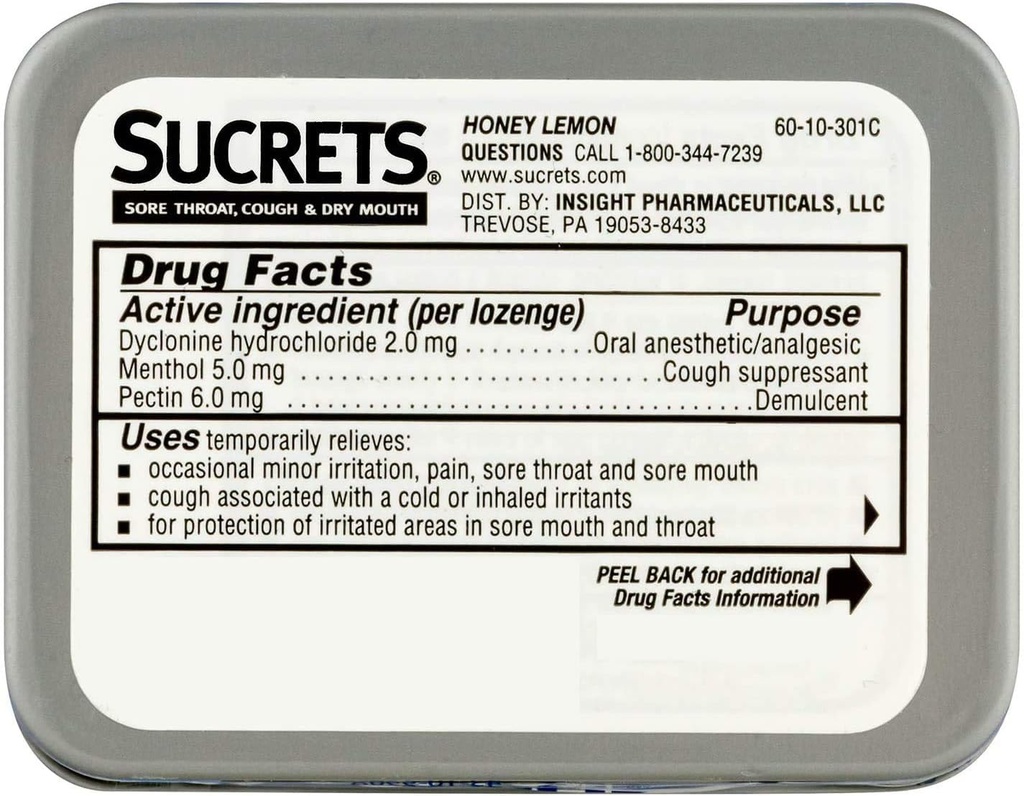 SUCRETS®
SORE THROAT, COUGH & DRY MOUTH
HONEY LEMON 60-10-301C
QUESTIONS CALL 1-800-344-7239
www.sucrets.com
DIST. BY: INSIGHT PHARMACEUTICALS, LLC
TREVOSE, PA 19053-8433
Drug Facts
Active ingredient (per lozenge) Purpose
Dyclonine hydrochloride 2.0 mg ..........Oral anesthetic/analgesic
Menthol 5.0 mg ...........................Cough suppressant
Pectin 6.0 mg ...................................Demulcent
Uses temporarily relieves:
▪ occasional minor irritation, pain, sore throat and sore mouth
▪ cough associated with a cold or inhaled irritants
▪ for protection of irritated areas in sore mouth and throat
PEEL BACK for additional
Drug Facts Information